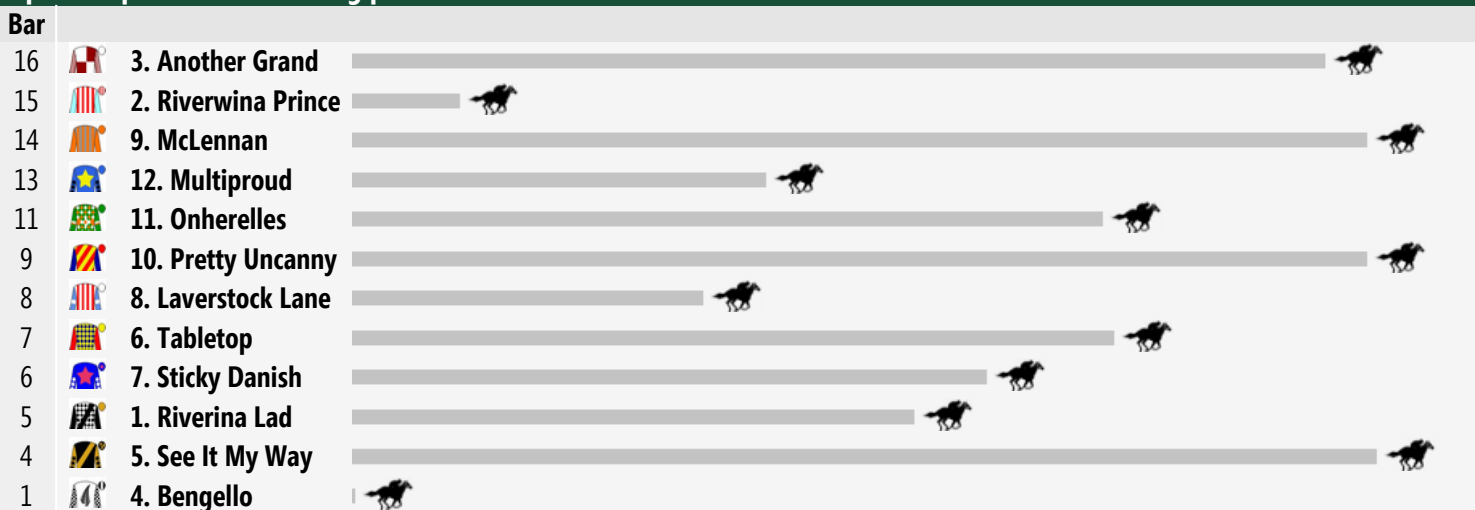 Bar
16 3. Another Grand
15 2. Riverwina Prince
14 9. McLennan
13 12. Multiproud
11 11. Onherelles
9 10. Pretty Uncanny
8 8. Laverstock Lane
7 6. Tabletop
6 7. Sticky Danish
5 1. Riverina Lad
4 5. See It My Way
1 4. Bengello